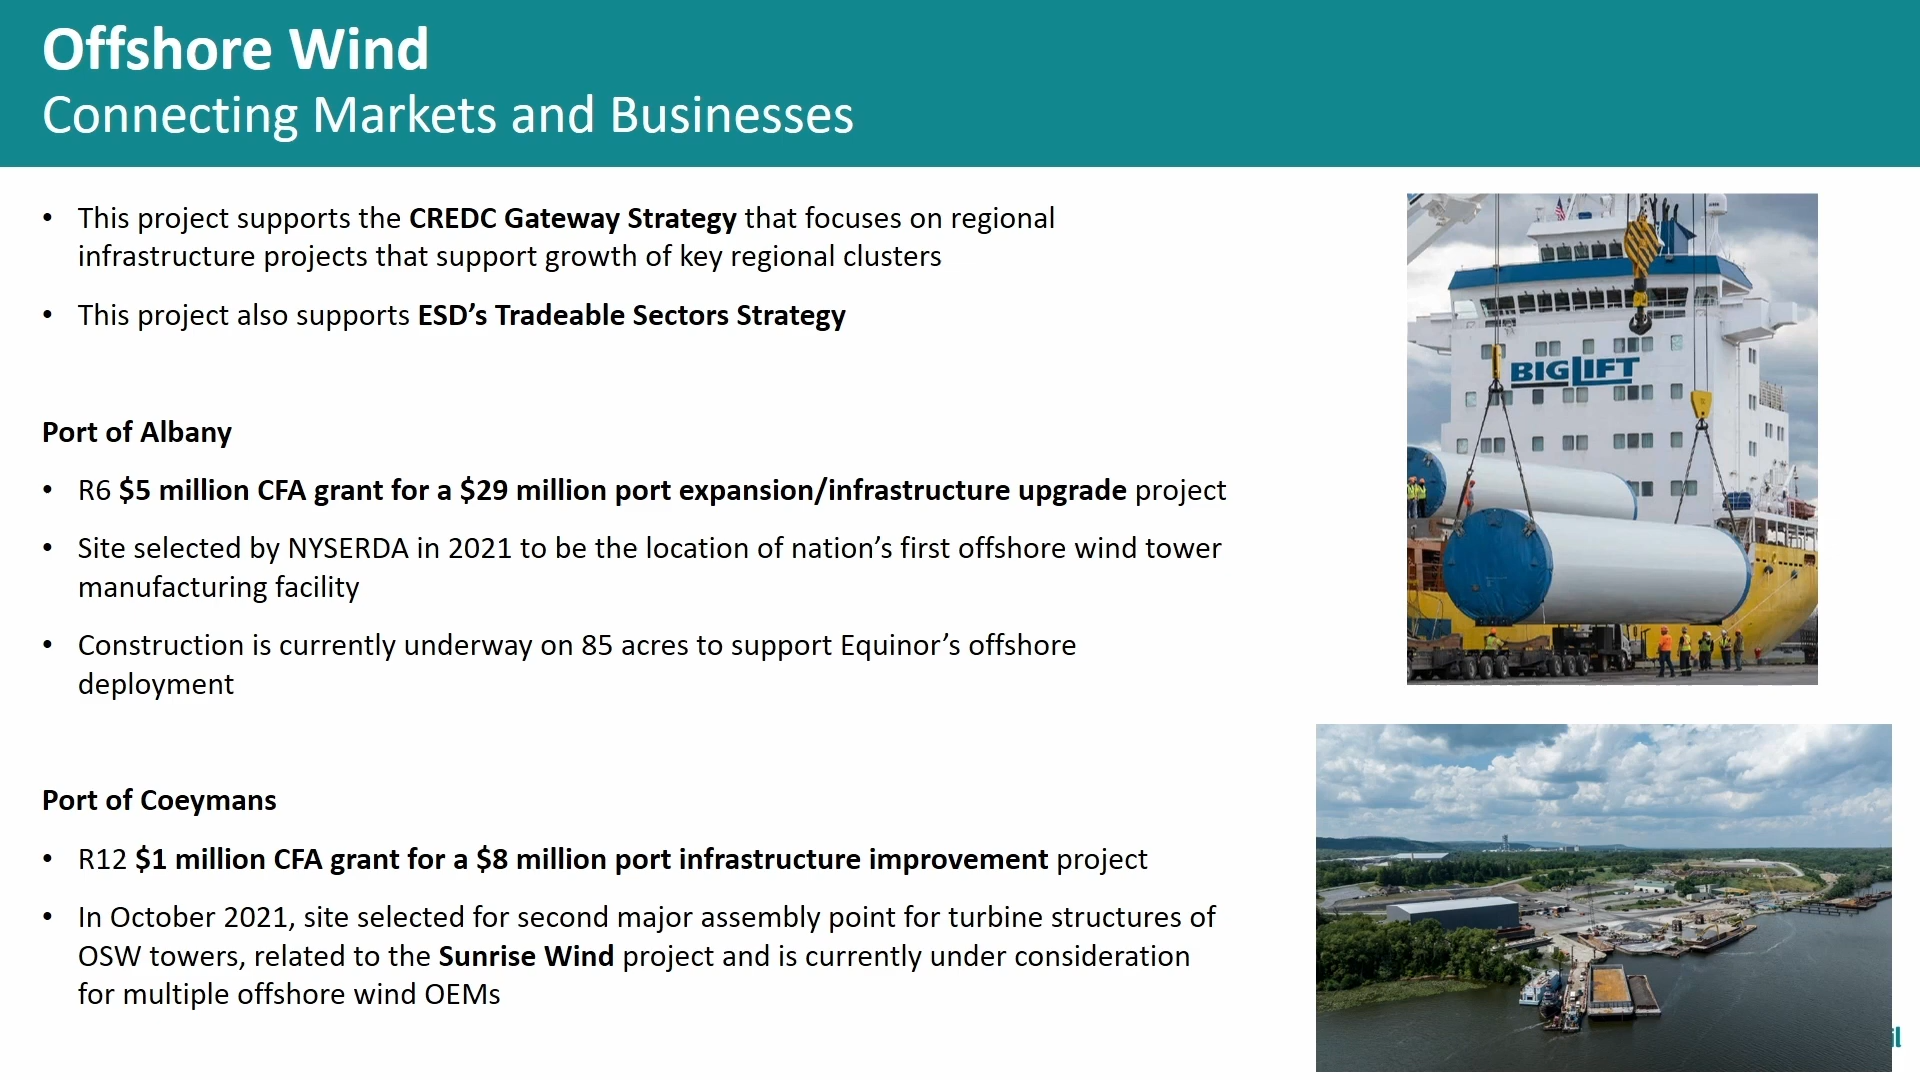 Offshore Wind
Connecting Markets and Businesses
• This project supports the CREDC Gateway Strategy that focuses on regional
infrastructure projects that support growth of key regional clusters
• This project also supports ESD’s Tradeable Sectors Strategy
Port of Albany
• R6 $5 million CFA grant for a $29 million port expansion/infrastructure upgrade project
• Site selected by NYSERDA in 2021 to be the location of nation’s first offshore wind tower
manufacturing facility
• Construction is currently underway on 85 acres to support Equinor’s offshore
deployment
Port of Coeymans
• R12 $1 million CFA grant for a $8 million port infrastructure improvement project
• In October 2021, site selected for second major assembly point for turbine structures of
OSW towers, related to the Sunrise Wind project and is currently under consideration
for multiple offshore wind OEMs
BIGLIFT